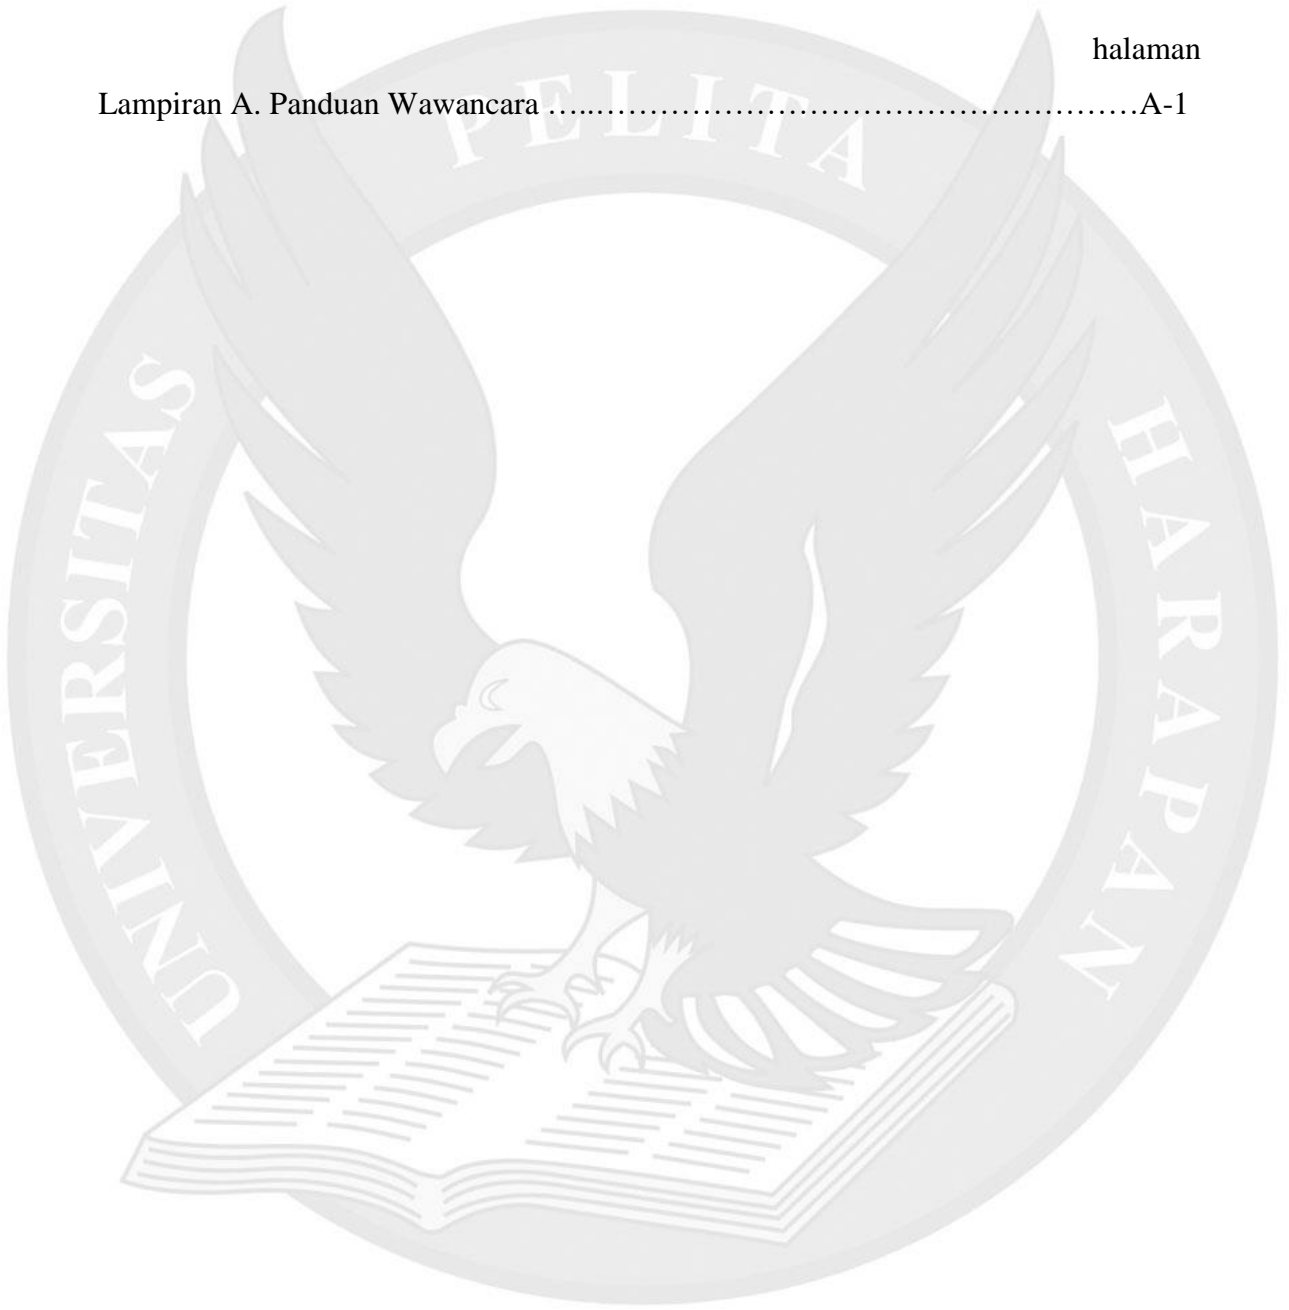 halaman
Lampiran A. Panduan Wawancara …..……………………………………………………A-1
UNIVERSITAS PELITA HARAPAN